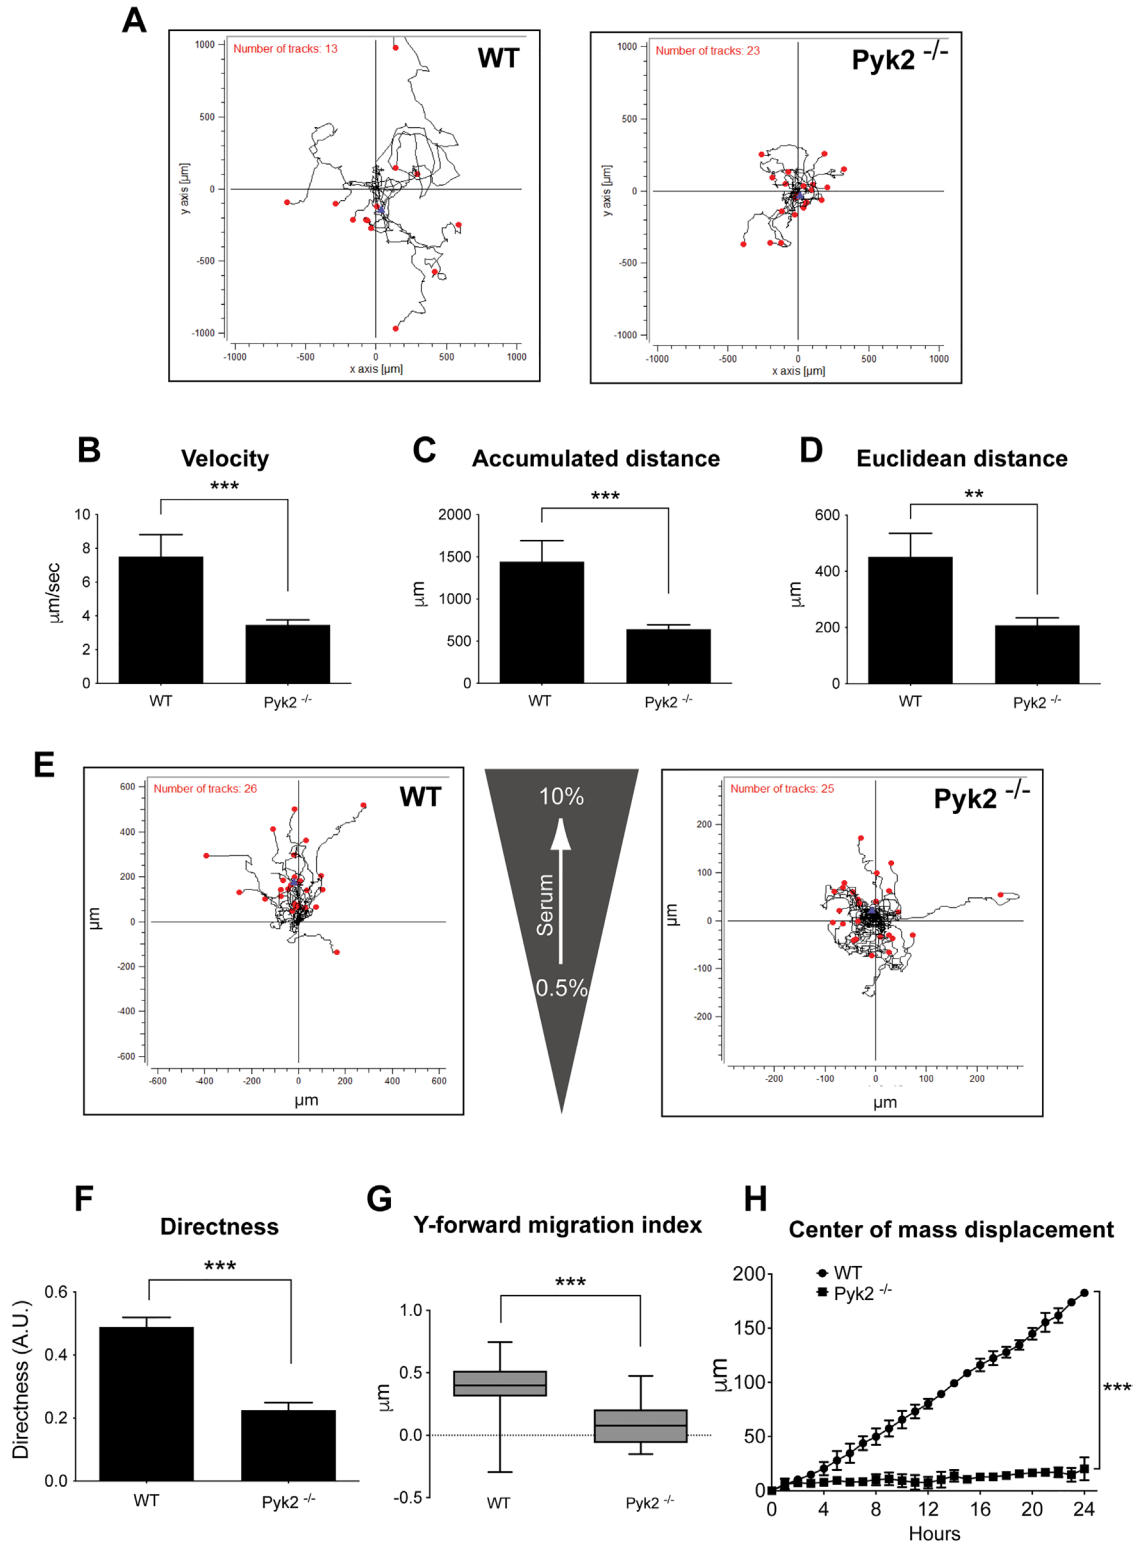 A
Number of tracks: 13
WT
1000
500
0
-500
-1000
y axis [µm]
-1000 -500 0 500 1000
x axis [µm]
Number of tracks: 23
Pyk2 -/-
1000
500
0
-500
-1000
y axis [µm]
-1000 -500 0 500 1000
x axis [µm]
B
Velocity
***
10
8
6
4
2
0
µm/sec
WT Pyk2 -/-
C
Accumulated distance
***
2000
1500
1000
500
0
µm
WT Pyk2 -/-
D
Euclidean distance
**
600
400
200
0
µm
WT Pyk2 -/-
E
Number of tracks: 26
WT
600
400
200
0
-200
-400
-600
µm
-600 -400 -200 0 200 400 600
µm
10%
Serum
0.5%
Number of tracks: 25
Pyk2 -/-
200
100
0
-100
-200
µm
-200 -100 0 100 200
µm
F
Directness
***
0.6
0.4
0.2
0.0
Directness (A.U.)
WT Pyk2 -/-
G
Y-forward migration index
***
1.0
0.5
0.0
-0.5
µm
WT Pyk2 -/-
H
Center of mass displacement
WT
Pyk2 -/-
200
150
100
50
0
µm
***
0 4 8 12 16 20 24
Hours